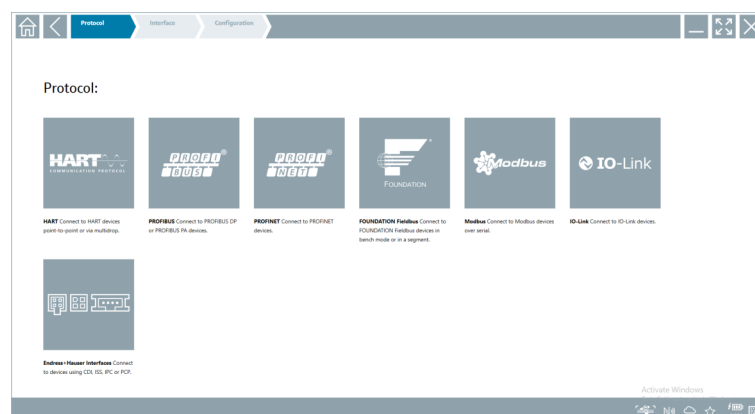 Protocol
Interface
Configuration
Protocol:
HART
COMMUNICATION PROTOCOL
PROFI®
BUS
PROFI®
NET
FOUNDATION
Modbus
IO-Link
HART Connect to HART devices
point-to-point or via multidrop.
PROFIBUS Connect to PROFIBUS DP
or PROFIBUS PA devices.
PROFINET Connect to PROFINET
devices.
FOUNDATION Fieldbus Connect to
FOUNDATION Fieldbus devices in
bench mode or in a segment.
Modbus Connect to Modbus devices
over serial.
IO-Link Connect to IO-Link devices.
Endress+Hauser Interfaces Connect
to devices using CDI, ISS, IPC or PCP.
Activate Windows